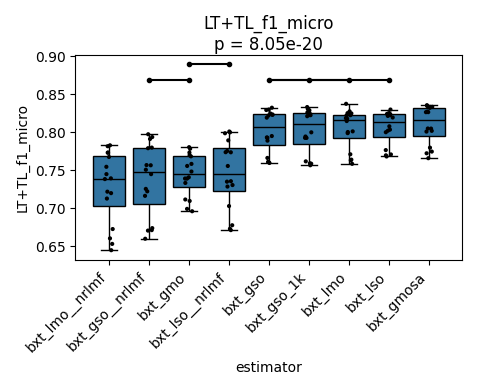 LT+TL_f1_micro
p = 8.05e-20
LT+TL_f1_micro
0.90
0.85
0.80
0.75
0.70
0.65
bxt_lmo__nrlmf
bxt_gso__nrlmf
bxt_gmo
bxt_lso__nrlmf
bxt_gso
bxt_gso_1k
bxt_lmo
bxt_lso
bxt_gmosa
estimator